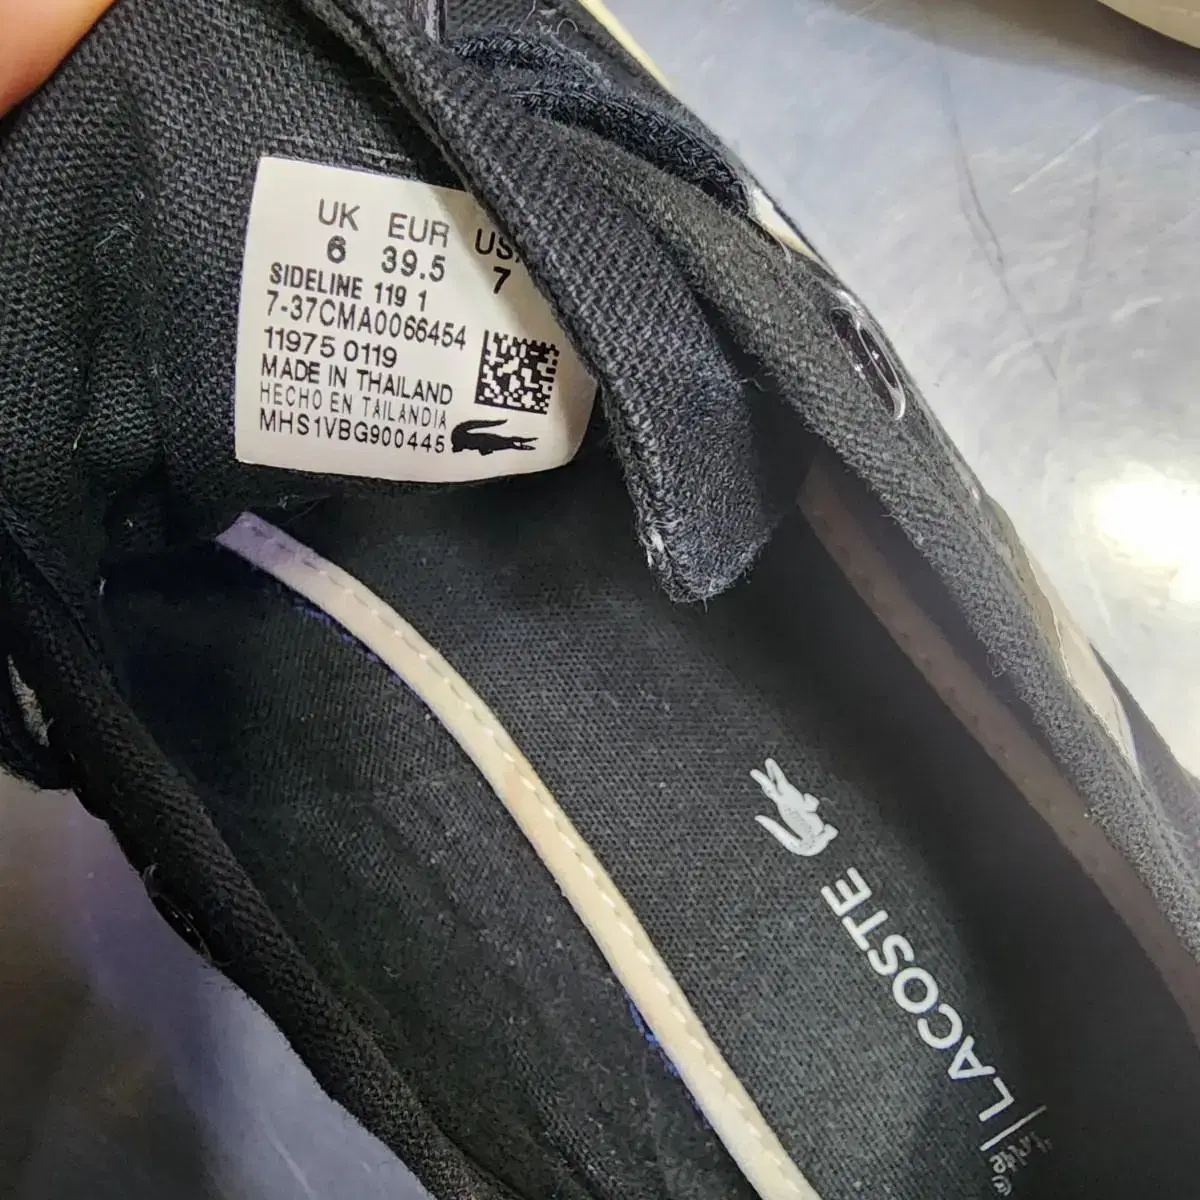 UK EUR US
6 39.5 7
SIDELINE 119 1
7-37CMA0066454
11975 0119
MADE IN THAILAND
HECHO EN TAILANDIA
MHS1VBG900445
LACOSTE